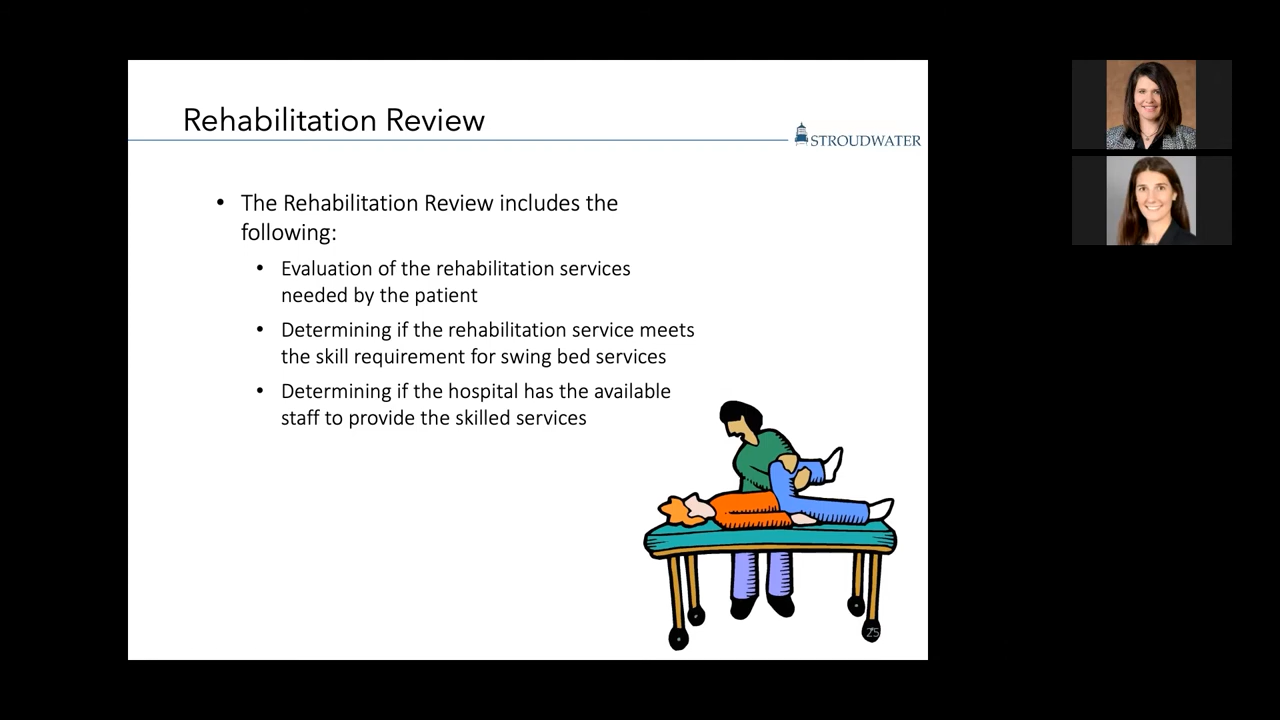 Rehabilitation Review
STROUDWATER
• The Rehabilitation Review includes the
following:
• Evaluation of the rehabilitation services
needed by the patient
• Determining if the rehabilitation service meets
the skill requirement for swing bed services
• Determining if the hospital has the available
staff to provide the skilled services
25